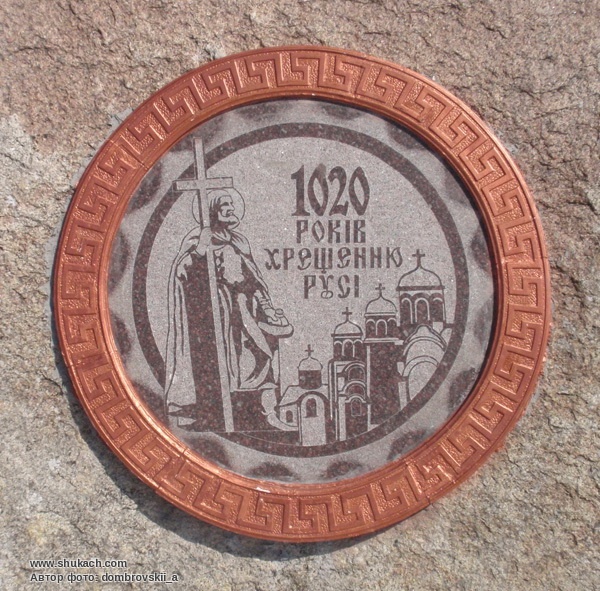 1020
РОКІВ
ХРЕЩЕННЮ
РУСІ
www.shukach.com
Автор фото: dombrovskii_a